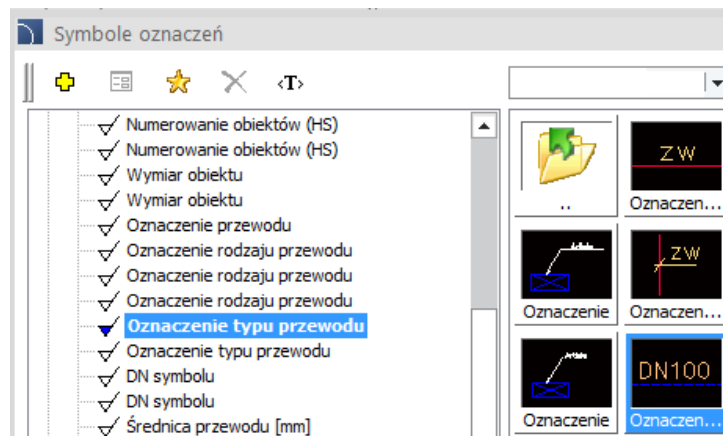 Symbole oznaczeń
<T>
Numerowanie obiektów (HS)
Numerowanie obiektów (HS)
Wymiar obiektu
Wymiar obiektu
Oznaczenie przewodu
Oznaczenie rodzaju przewodu
Oznaczenie rodzaju przewodu
Oznaczenie rodzaju przewodu
Oznaczenie typu przewodu
Oznaczenie typu przewodu
DN symbolu
DN symbolu
Średnica przewodu [mm]
ZW
..
Oznaczen...
ZW
Oznaczenie
Oznaczen...
DN100
Oznaczenie
Oznaczen...